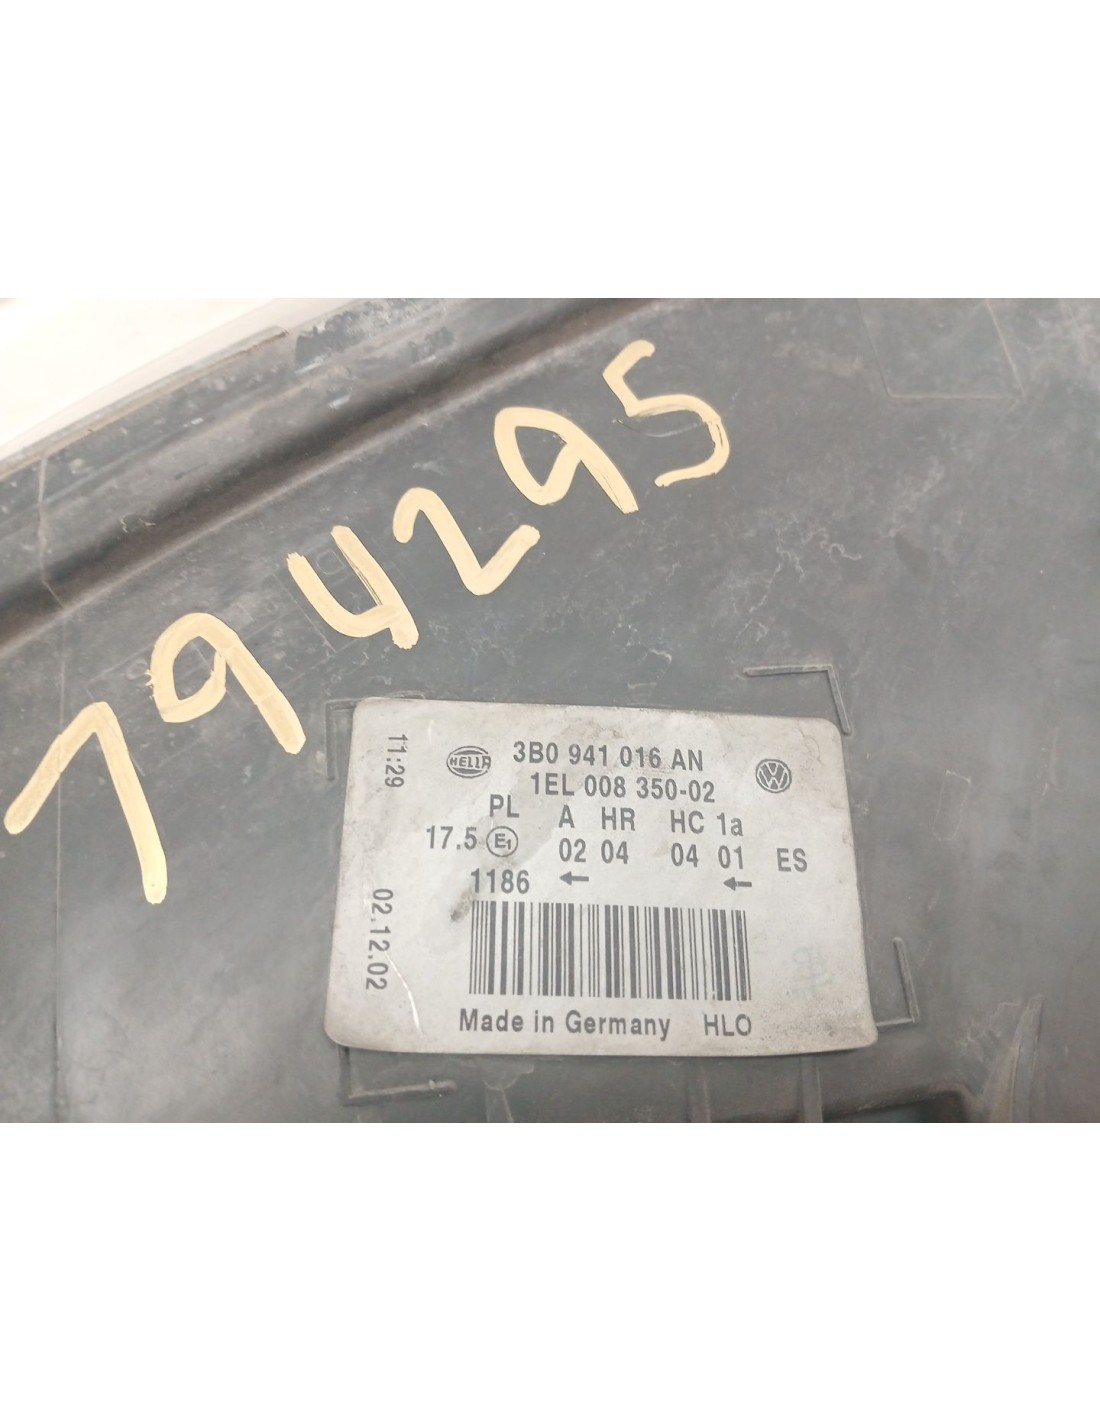 794295
11:29
HELLA
3B0 941 016 AN
1EL 008 350-02
PL A HR HC 1a
17.5 E1 02 04 04 01 ES
1186 ← ←
02.12.02
Made in Germany HLO